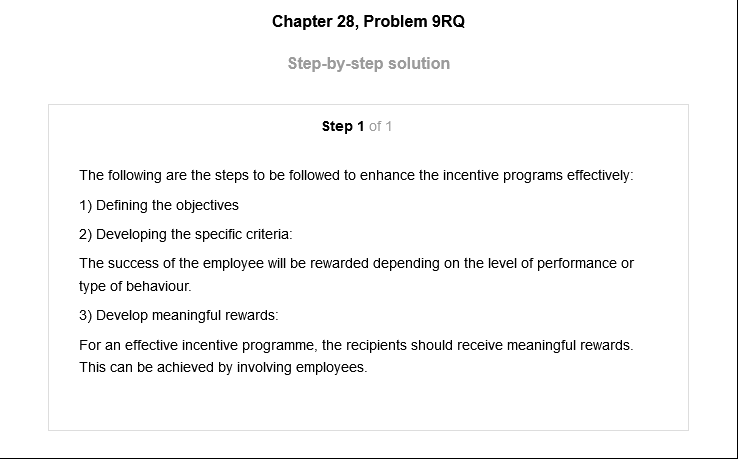 Chapter 28, Problem 9RQ
Step-by-step solution
Step 1 of 1
The following are the steps to be followed to enhance the incentive programs effectively:
1) Defining the objectives
2) Developing the specific criteria:
The success of the employee will be rewarded depending on the level of performance or
type of behaviour.
3) Develop meaningful rewards:
For an effective incentive programme, the recipients should receive meaningful rewards.
This can be achieved by involving employees.